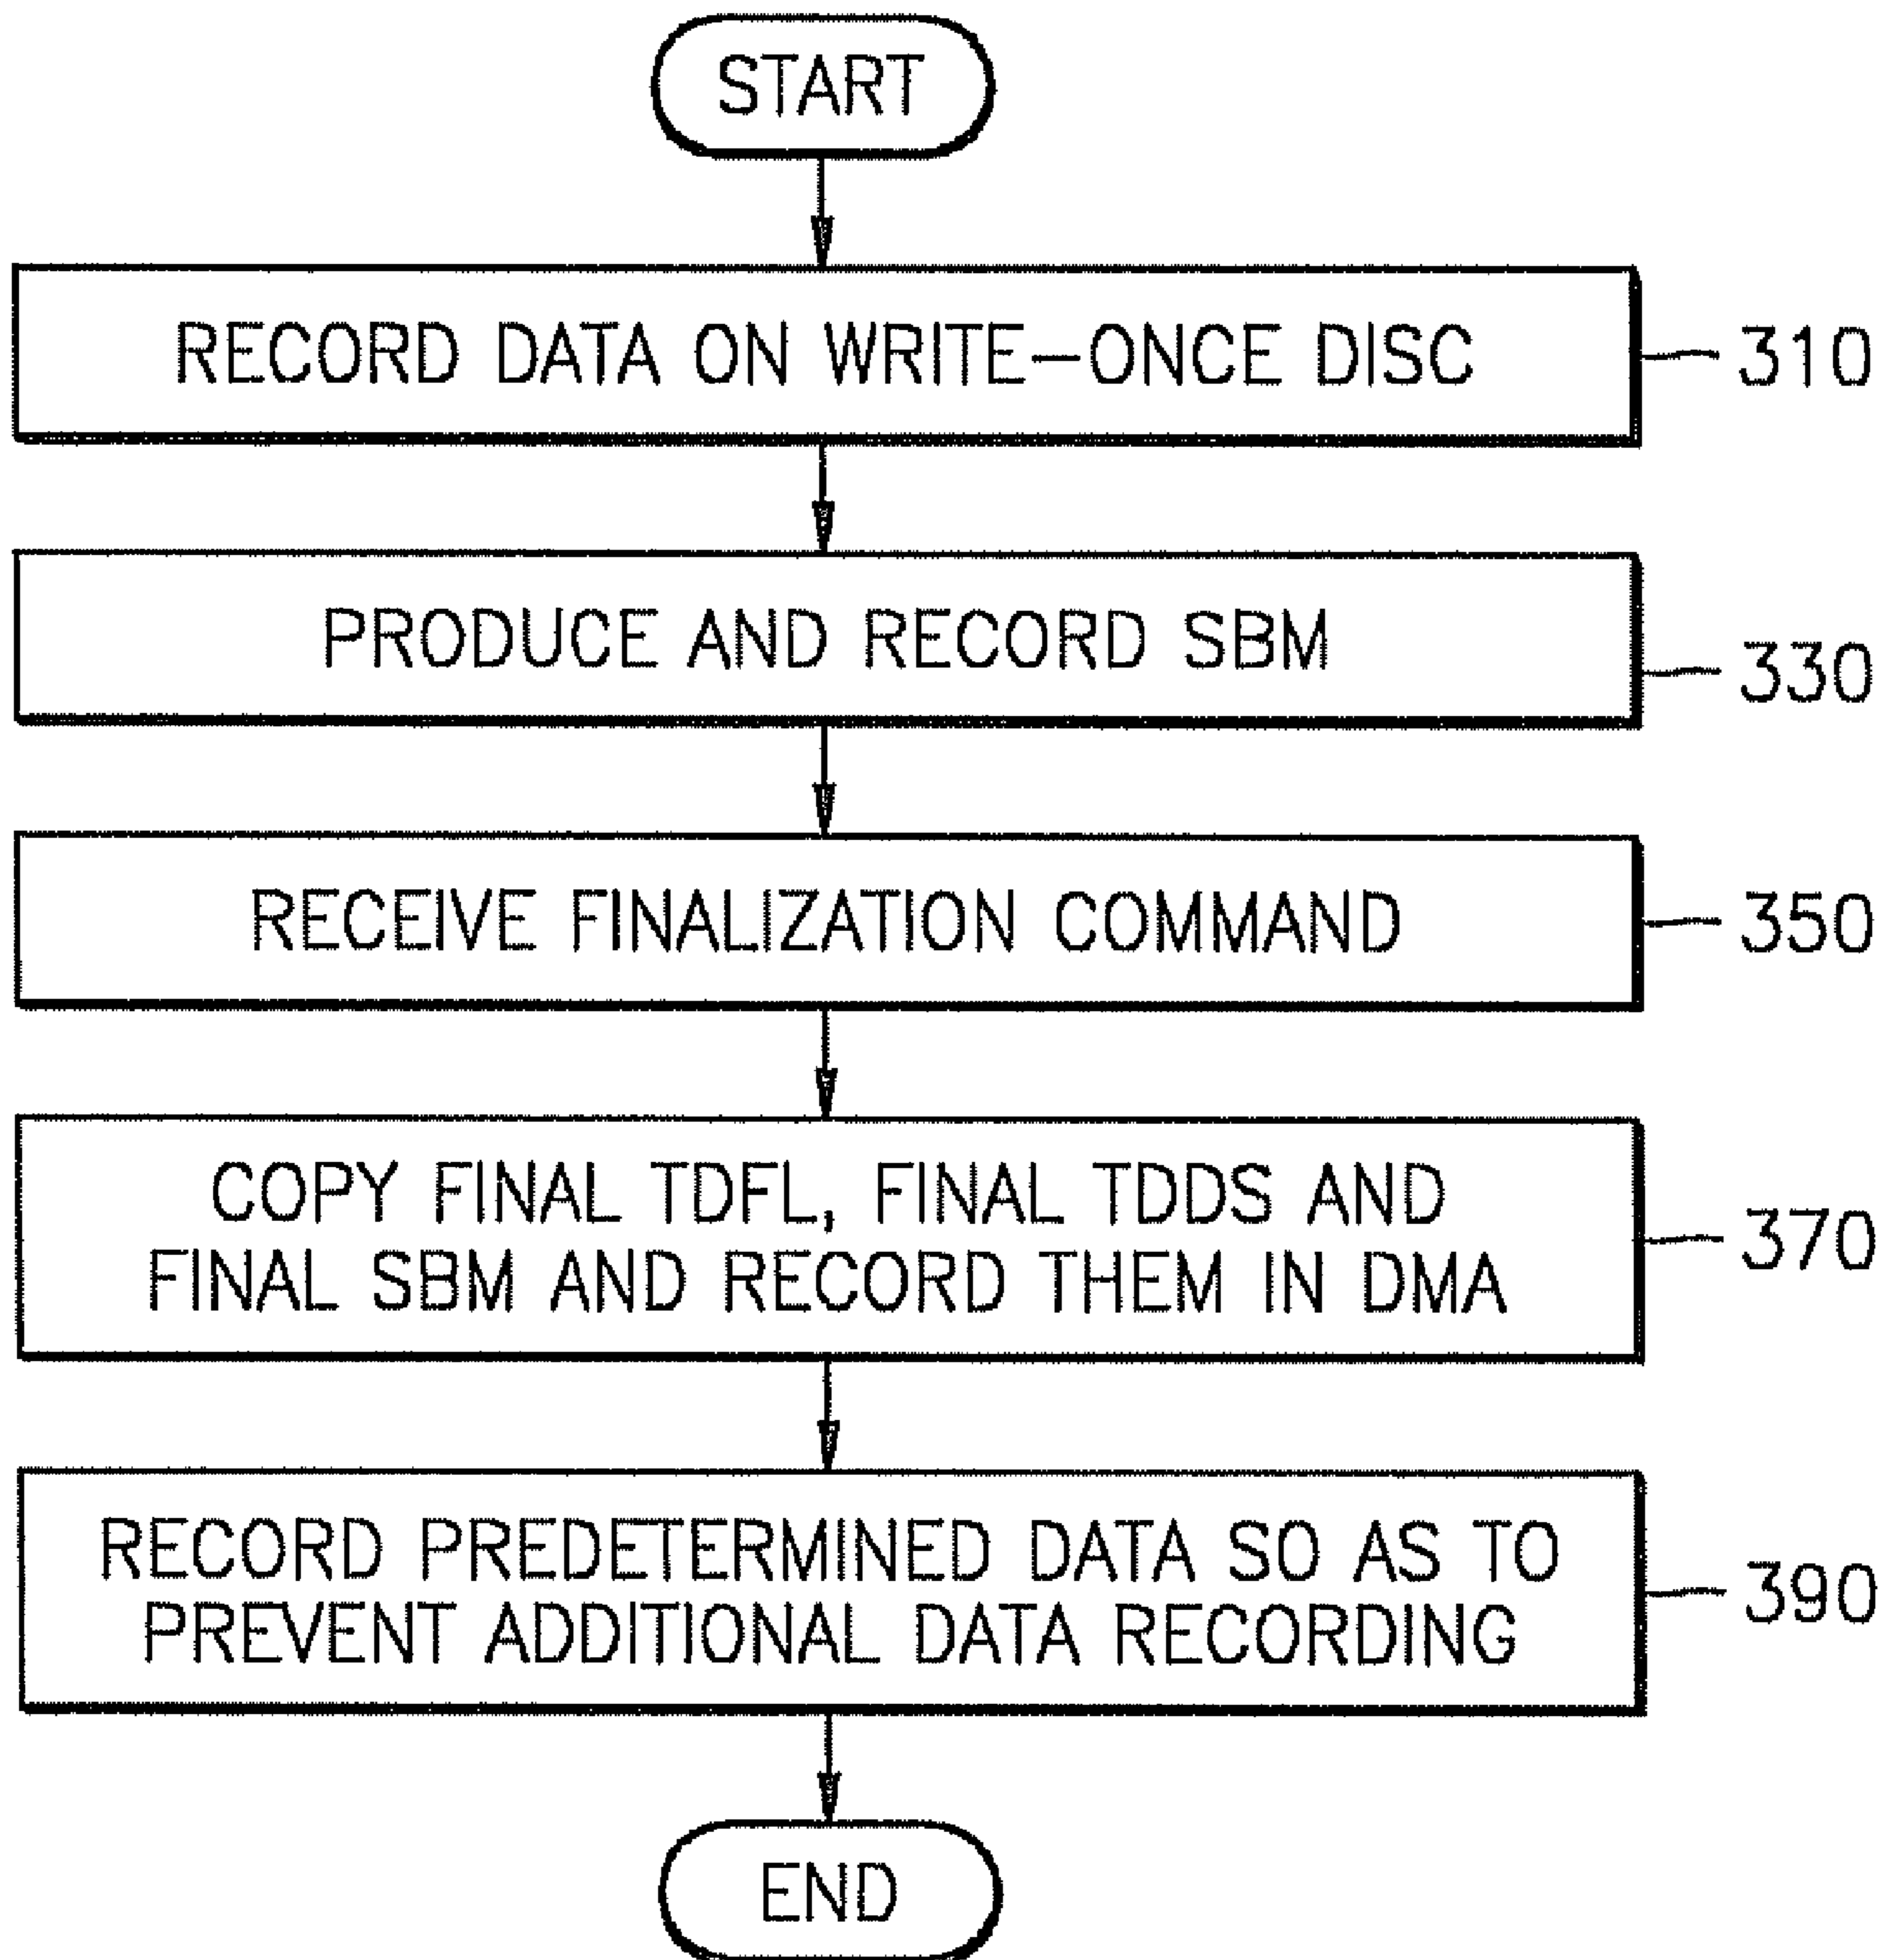 START
RECORD DATA ON WRITE-ONCE DISC
310
PRODUCE AND RECORD SBM
330
RECEIVE FINALIZATION COMMAND
350
COPY FINAL TDFL, FINAL TDDS AND
FINAL SBM AND RECORD THEM IN DMA
370
RECORD PREDETERMINED DATA SO AS TO
PREVENT ADDITIONAL DATA RECORDING
390
END